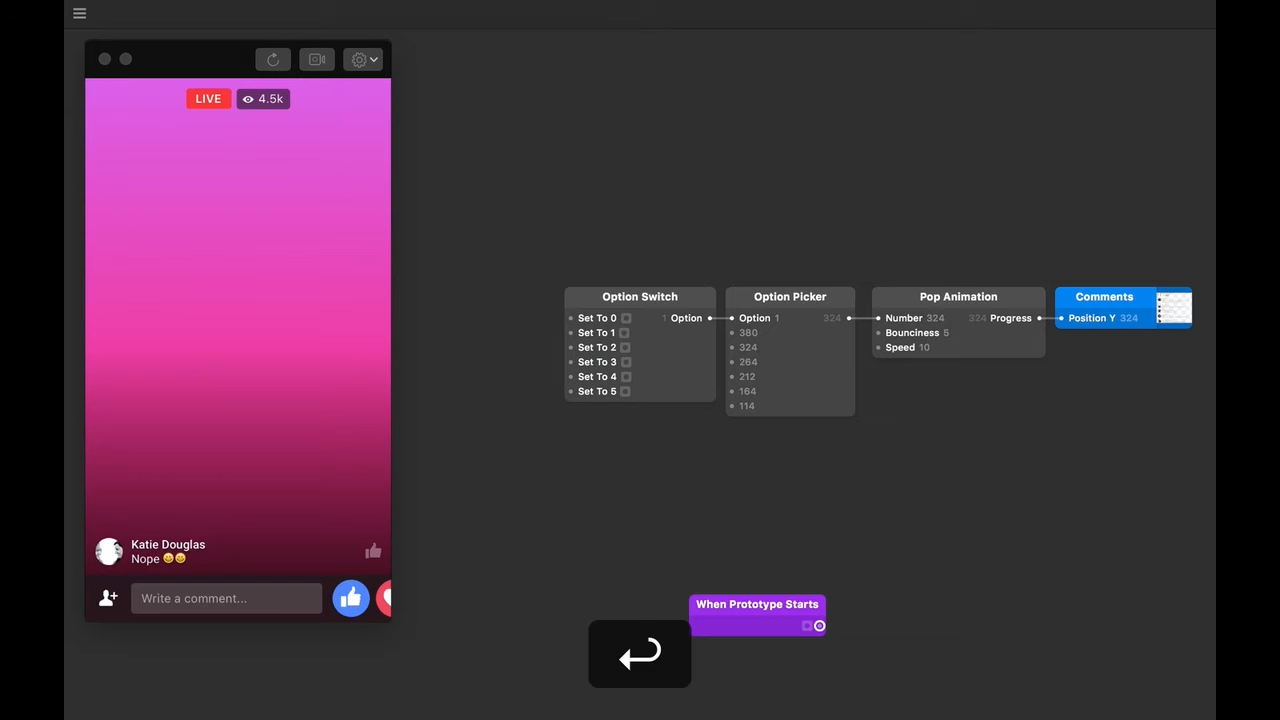 LIVE
4.5k
Katie Douglas
Nope 😄😄
Write a comment...
Option Switch
Set To 0
1 Option
Set To 1
Set To 2
Set To 3
Set To 4
Set To 5
Option Picker
Option 1
324
380
324
264
212
164
114
Pop Animation
Number 324
324 Progress
Bounciness 5
Speed 10
Comments
Position Y 324
When Prototype Starts